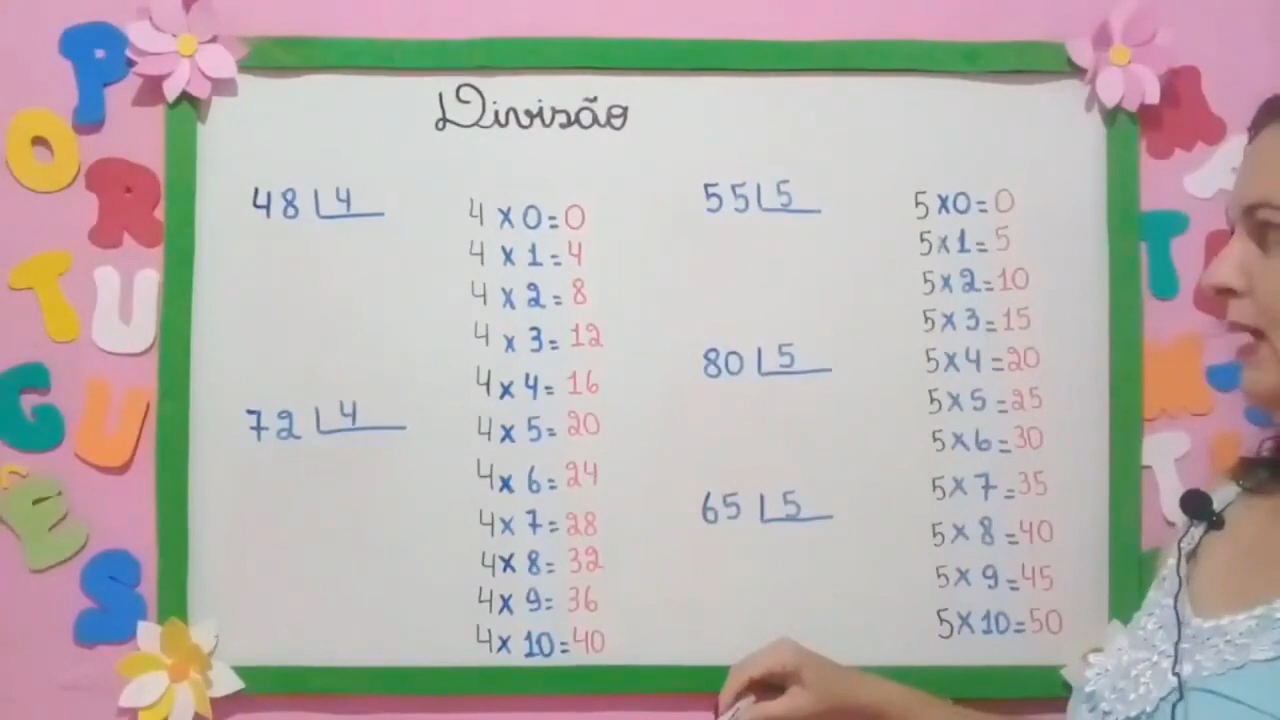 PORTUGUÊS
Divisão
48 4
72 4
4 x 0 = 0
4 x 1 = 4
4 x 2 = 8
4 x 3 = 12
4 x 4 = 16
4 x 5 = 20
4 x 6 = 24
4 x 7 = 28
4 x 8 = 32
4 x 9 = 36
4 x 10 = 40
55 5
80 5
65 5
5 x 0 = 0
5 x 1 = 5
5 x 2 = 10
5 x 3 = 15
5 x 4 = 20
5 x 5 = 25
5 x 6 = 30
5 x 7 = 35
5 x 8 = 40
5 x 9 = 45
5 x 10 = 50